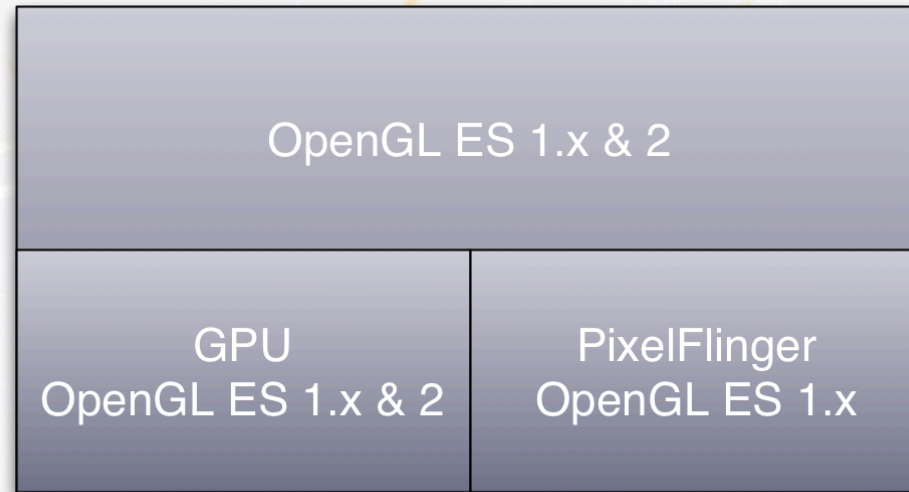 OpenGL ES 1.x & 2
GPU
OpenGL ES 1.x & 2
PixelFlinger
OpenGL ES 1.x